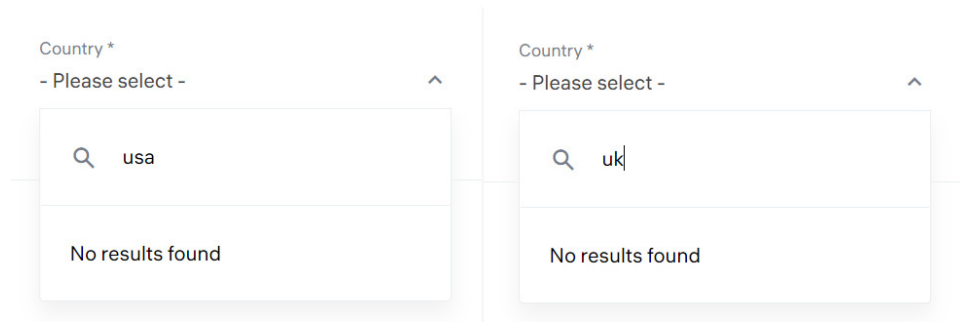 Country *
- Please select -
usa
No results found
Country *
- Please select -
uk
No results found